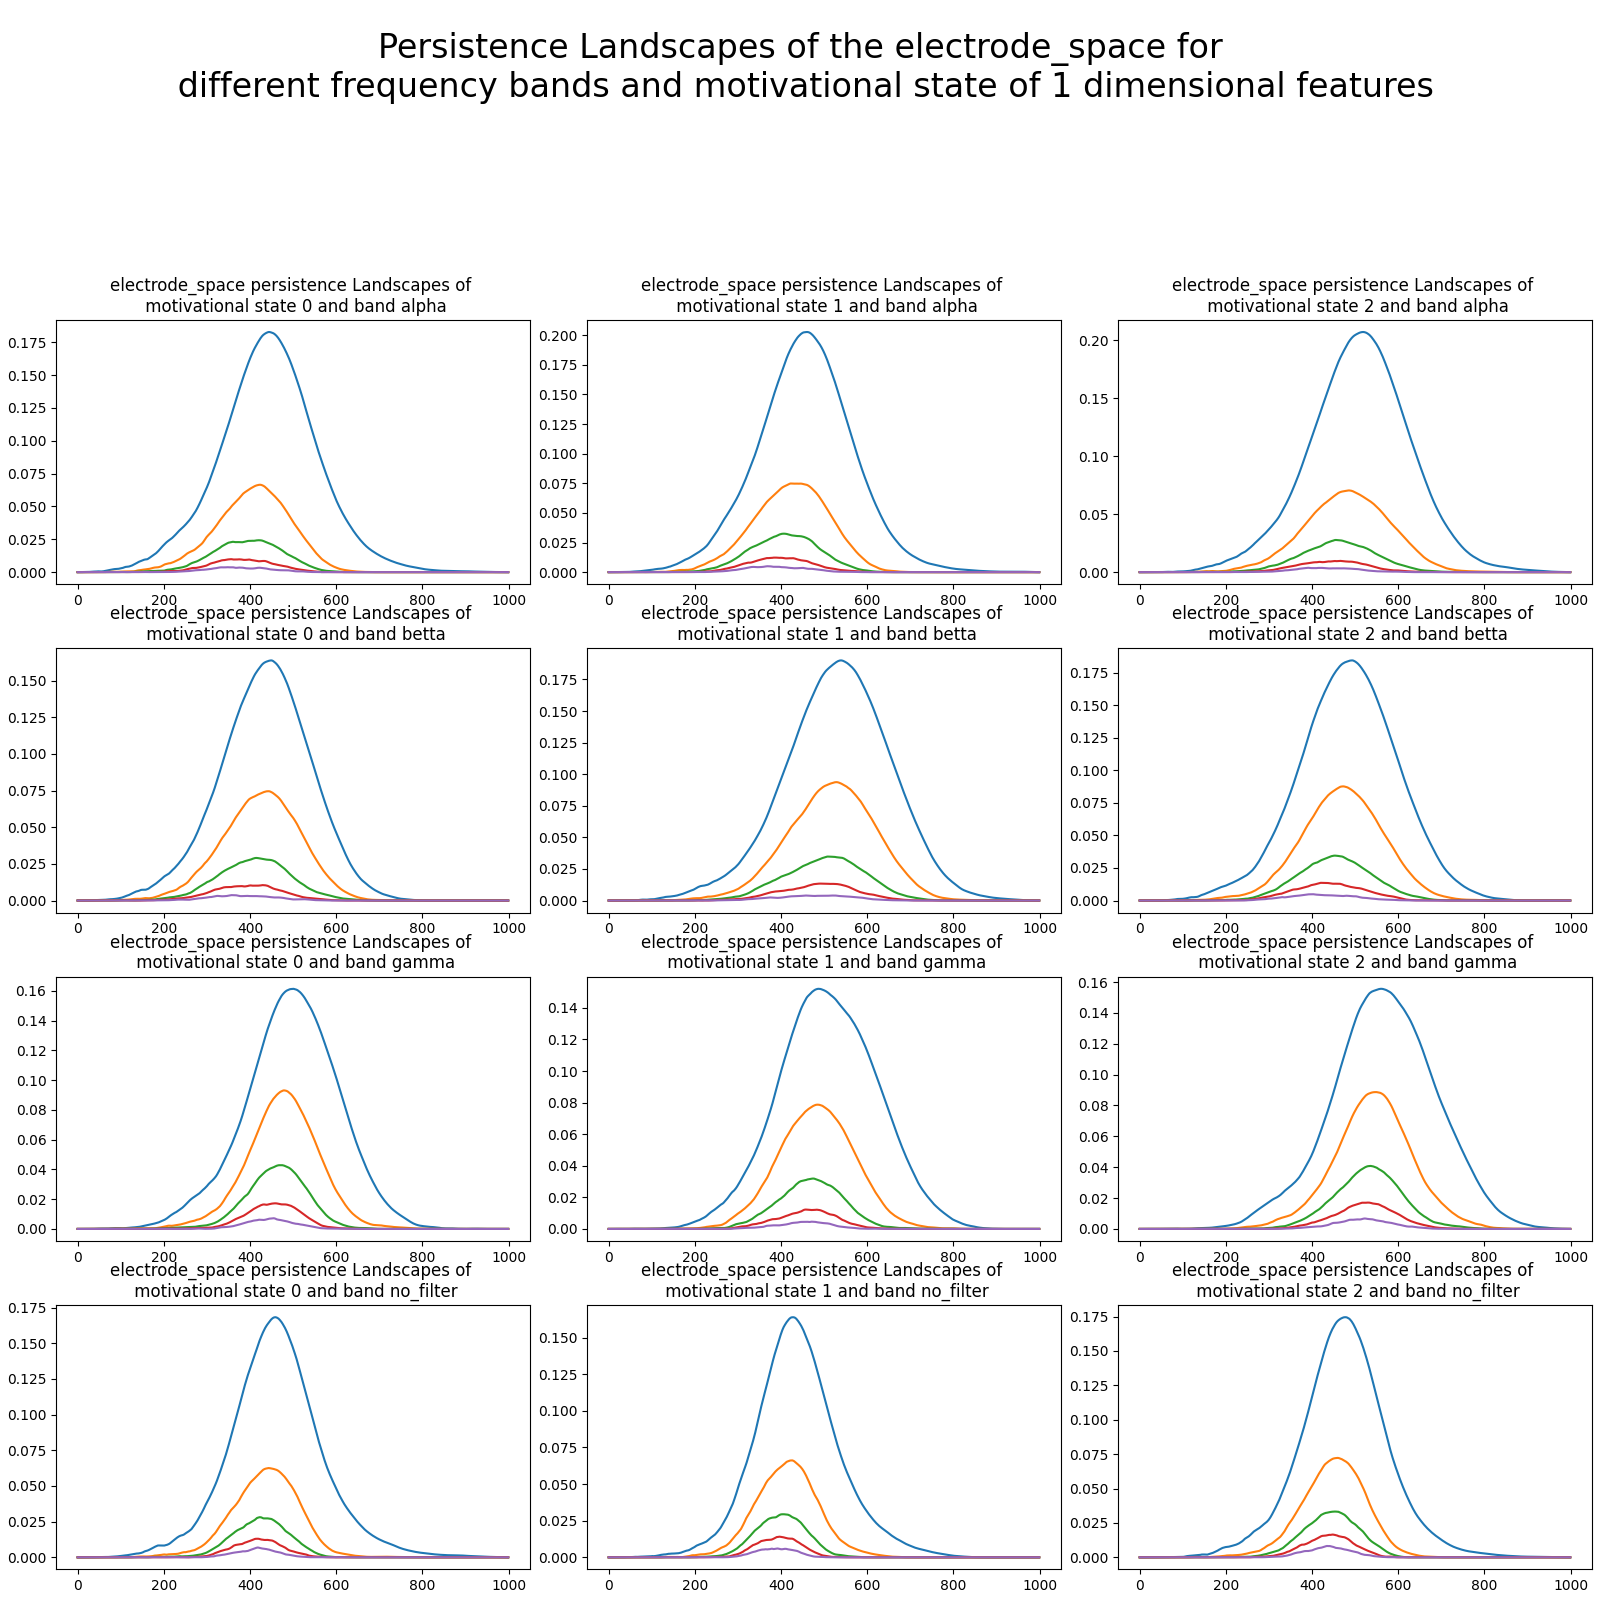 Persistence Landscapes of the electrode_space for
different frequency bands and motivational state of 1 dimensional features
electrode_space persistence Landscapes of
motivational state 0 and band alpha
0.175
0.150
0.125
0.100
0.075
0.050
0.025
0.000
0 200 400 600 800 1000
electrode_space persistence Landscapes of
motivational state 1 and band alpha
0.200
0.175
0.150
0.125
0.100
0.075
0.050
0.025
0.000
0 200 400 600 800 1000
electrode_space persistence Landscapes of
motivational state 2 and band alpha
0.20
0.15
0.10
0.05
0.00
0 200 400 600 800 1000
electrode_space persistence Landscapes of
motivational state 0 and band betta
0.150
0.125
0.100
0.075
0.050
0.025
0.000
0 200 400 600 800 1000
electrode_space persistence Landscapes of
motivational state 1 and band betta
0.175
0.150
0.125
0.100
0.075
0.050
0.025
0.000
0 200 400 600 800 1000
electrode_space persistence Landscapes of
motivational state 2 and band betta
0.175
0.150
0.125
0.100
0.075
0.050
0.025
0.000
0 200 400 600 800 1000
electrode_space persistence Landscapes of
motivational state 0 and band gamma
0.16
0.14
0.12
0.10
0.08
0.06
0.04
0.02
0.00
0 200 400 600 800 1000
electrode_space persistence Landscapes of
motivational state 1 and band gamma
0.14
0.12
0.10
0.08
0.06
0.04
0.02
0.00
0 200 400 600 800 1000
electrode_space persistence Landscapes of
motivational state 2 and band gamma
0.16
0.14
0.12
0.10
0.08
0.06
0.04
0.02
0.00
0 200 400 600 800 1000
electrode_space persistence Landscapes of
motivational state 0 and band no_filter
0.175
0.150
0.125
0.100
0.075
0.050
0.025
0.000
0 200 400 600 800 1000
electrode_space persistence Landscapes of
motivational state 1 and band no_filter
0.150
0.125
0.100
0.075
0.050
0.025
0.000
0 200 400 600 800 1000
electrode_space persistence Landscapes of
motivational state 2 and band no_filter
0.175
0.150
0.125
0.100
0.075
0.050
0.025
0.000
0 200 400 600 800 1000